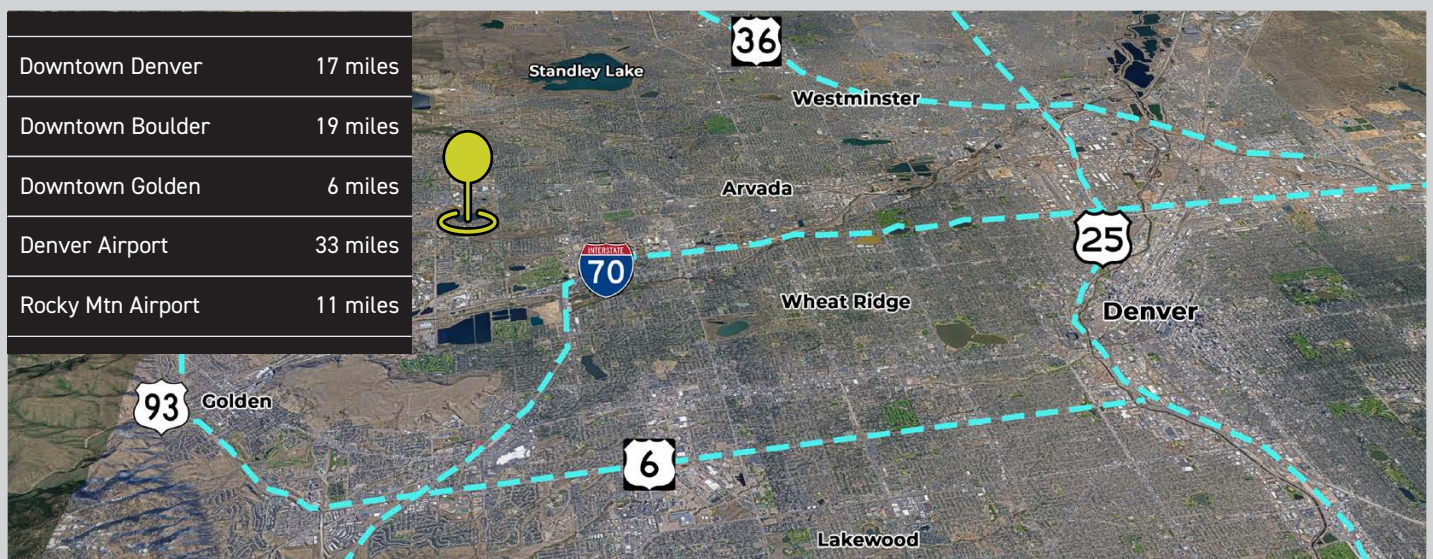 Downtown Denver 17 miles
Downtown Boulder 19 miles
Downtown Golden 6 miles
Denver Airport 33 miles
Rocky Mtn Airport 11 miles
36
Standley Lake
Westminster
Arvada
25
INTERSTATE
70
Wheat Ridge
Denver
93
Golden
6
Lakewood